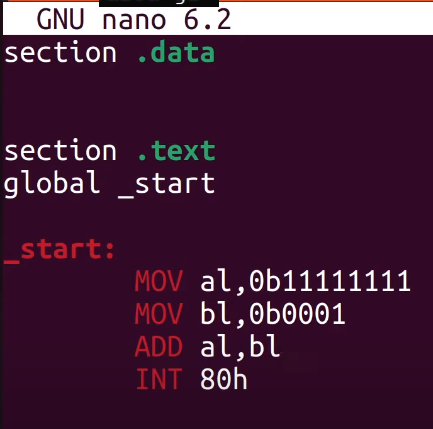 GNU nano 6.2
section .data
section .text
global _start
_start:
MOV al,0b11111111
MOV bl,0b0001
ADD al,bl
INT 80h